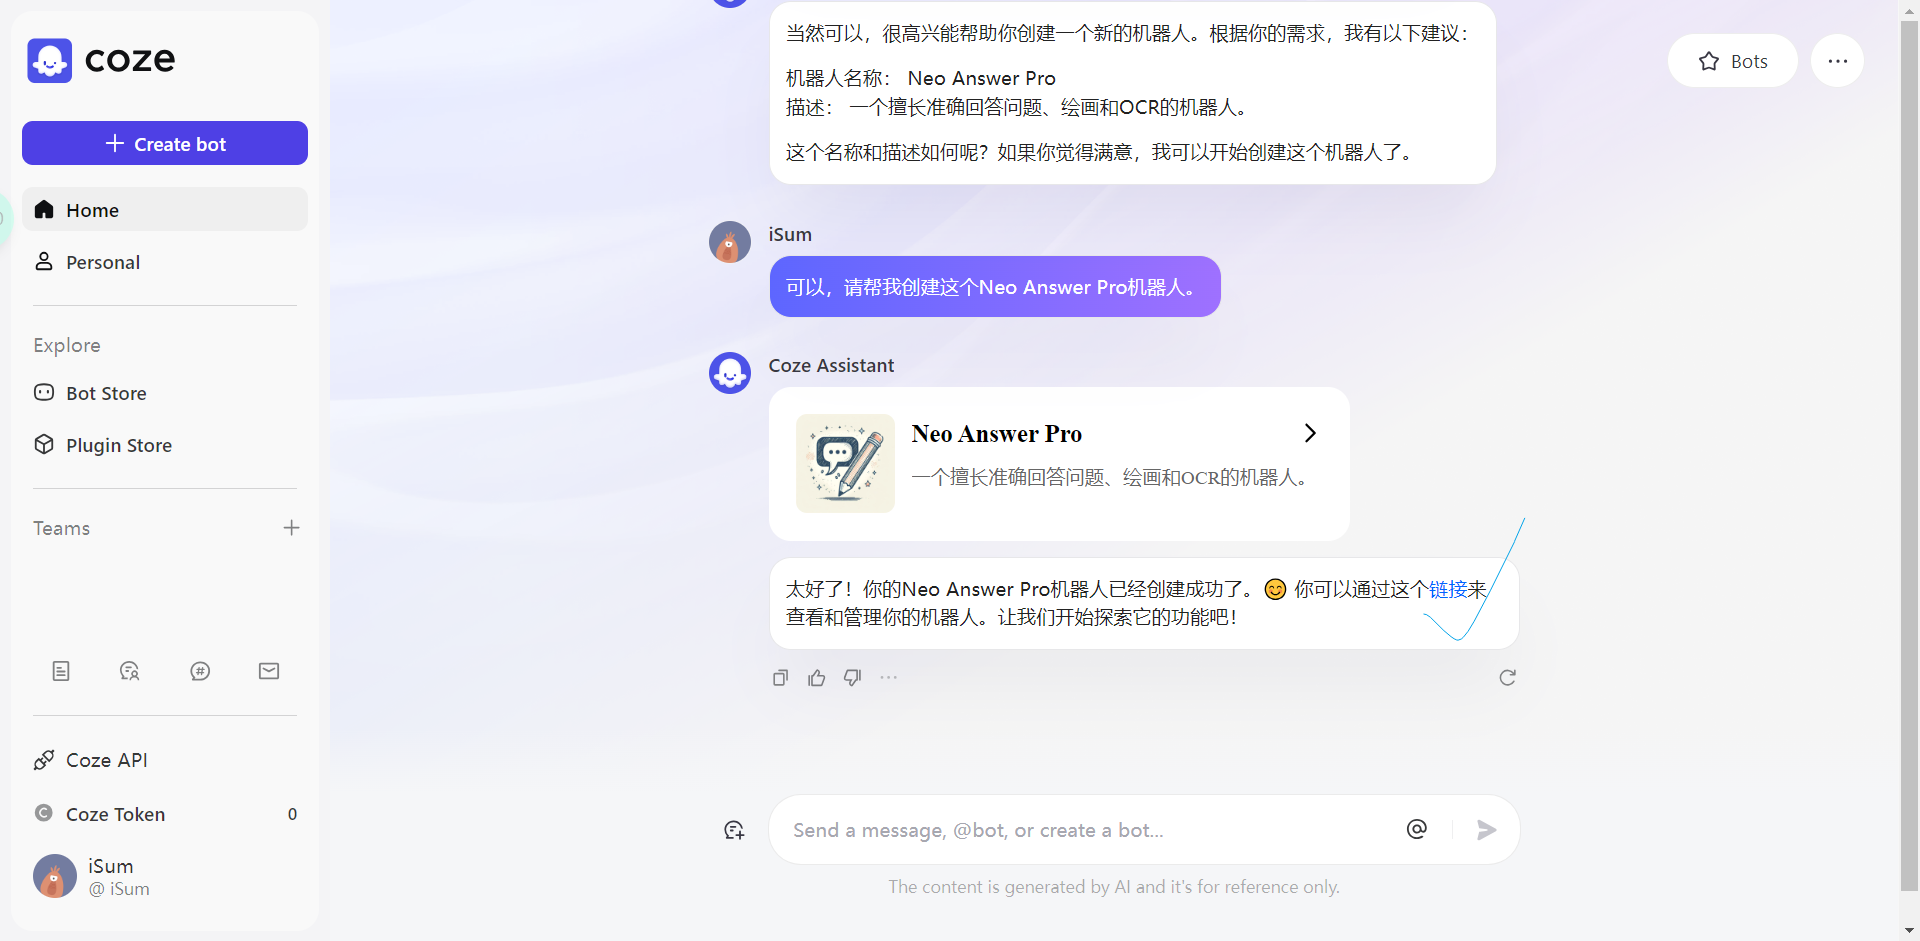 coze
Create bot
Home
Personal
Explore
Bot Store
Plugin Store
Teams
Coze API
Coze Token 0
iSum
@ iSum
Bots
当然可以，很高兴能帮助你创建一个新的机器人。根据你的需求，我有以下建议：
机器人名称： Neo Answer Pro
描述： 一个擅长准确回答问题、绘画和OCR的机器人。
这个名称和描述如何呢？如果你觉得满意，我可以开始创建这个机器人了。
iSum
可以，请帮我创建这个Neo Answer Pro机器人。
Coze Assistant
Neo Answer Pro
一个擅长准确回答问题、绘画和OCR的机器人。
太好了！你的Neo Answer Pro机器人已经创建成功了。😊 你可以通过这个链接来
查看和管理你的机器人。让我们开始探索它的功能吧！
Send a message, @bot, or create a bot...
The content is generated by AI and it's for reference only.